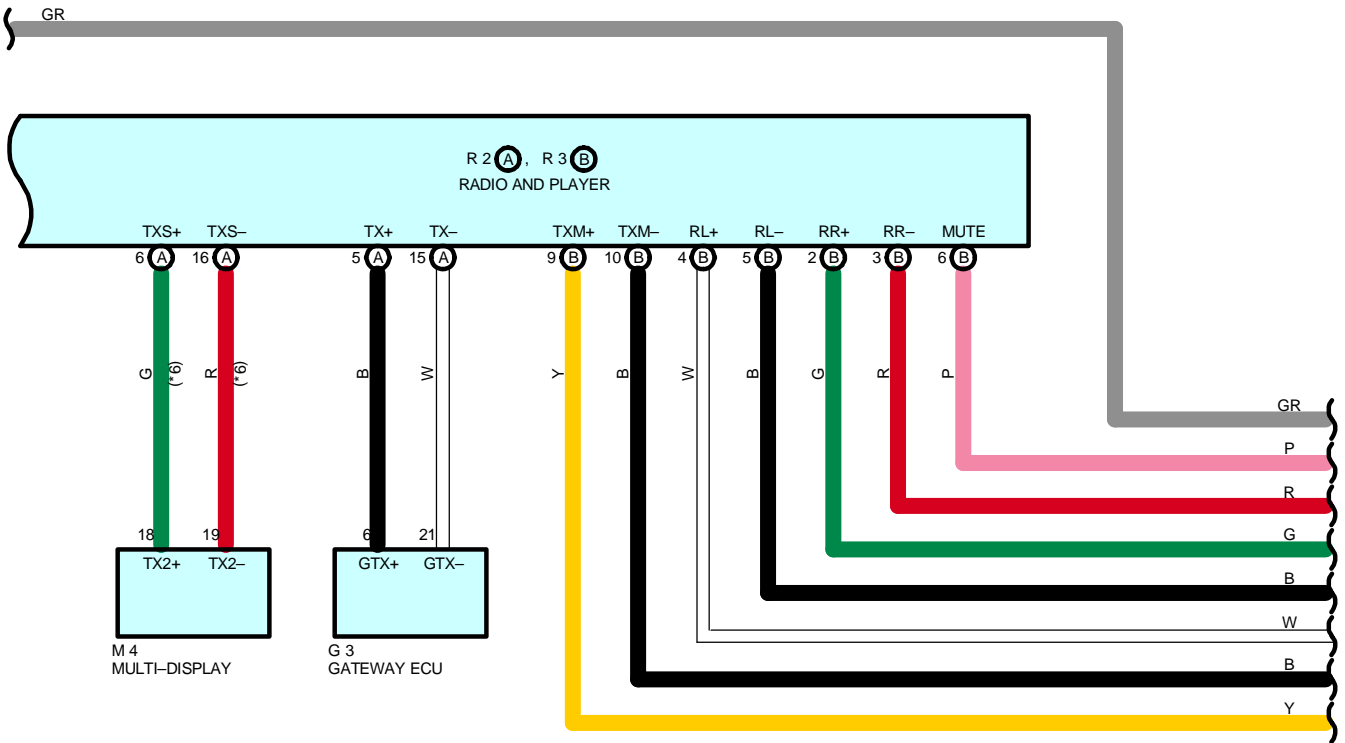 GR
R 2 A , R 3 B
RADIO AND PLAYER
TXS+ TXS– TX+ TX– TXM+ TXM– RL+ RL– RR+ RR– MUTE
6 A 16 A 5 A 15 A 9 B 10 B 4 B 5 B 2 B 3 B 6 B
G (*6) R (*6) B W Y B W B G R P
GR
P
R
G
B
W
B
Y
18 19 6 21
TX2+ TX2– GTX+ GTX–
M 4
MULTI–DISPLAY
G 3
GATEWAY ECU